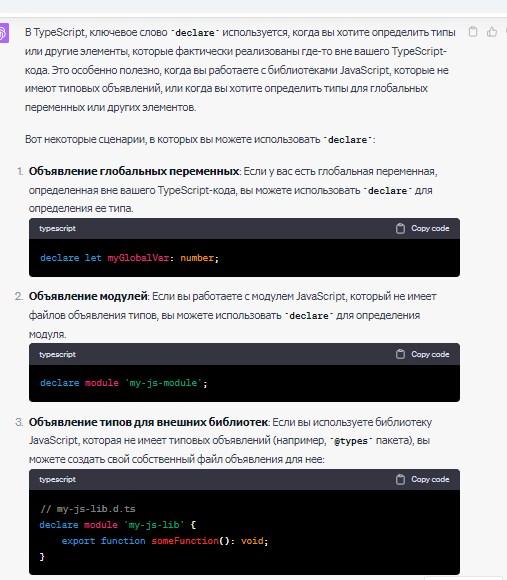 В TypeScript, ключевое слово `declare` используется, когда вы хотите определить типы
или другие элементы, которые фактически реализованы где-то вне вашего TypeScript-
кода. Это особенно полезно, когда вы работаете с библиотеками JavaScript, которые не
имеют типовых объявлений, или когда вы хотите определить типы для глобальных
переменных или других элементов.
Вот некоторые сценарии, в которых вы можете использовать `declare`:
1. Объявление глобальных переменных: Если у вас есть глобальная переменная,
определенная вне вашего TypeScript-кода, вы можете использовать `declare` для
определения ее типа.
typescript Copy code
declare let myGlobalVar: number;
2. Объявление модулей: Если вы работаете с модулем JavaScript, который не имеет
файлов объявления типов, вы можете использовать `declare` для определения
модуля.
typescript Copy code
declare module 'my-js-module';
3. Объявление типов для внешних библиотек: Если вы используете библиотеку
JavaScript, которая не имеет типовых объявлений (например, `@types` пакета), вы
можете создать свой собственный файл объявления для нее:
typescript Copy code
// my-js-lib.d.ts
declare module 'my-js-lib' {
export function someFunction(): void;
}